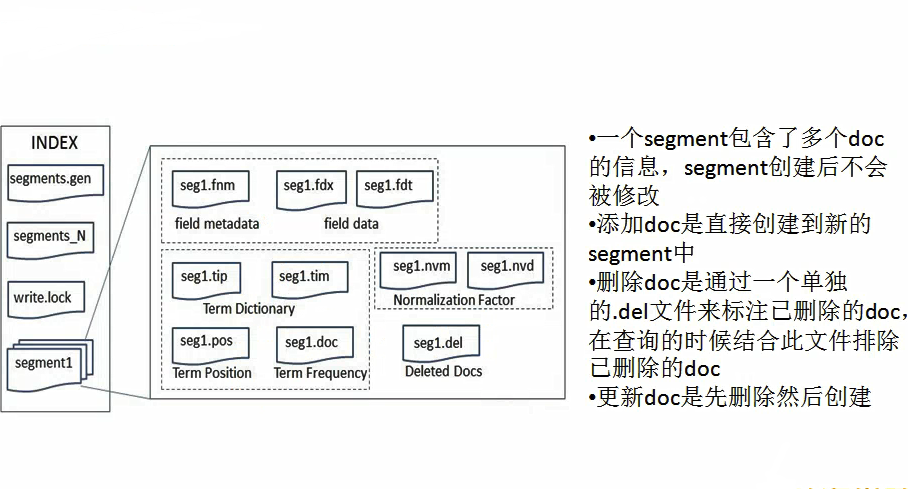 INDEX
segments.gen
segments_N
write.lock
segment1
seg1.fnm
seg1.fdx
seg1.fdt
field metadata
field data
seg1.tip
seg1.tim
Term Dictionary
seg1.nvm
seg1.nvd
Normalization Factor
seg1.pos
seg1.doc
Term Position
Term Frequency
seg1.del
Deleted Docs
•一个segment包含了多个doc
的信息，segment创建后不会
被修改
•添加doc是直接创建到新的
segment中
•删除doc是通过一个单独
的.del文件来标注已删除的doc，
在查询的时候结合此文件排除
已删除的doc
•更新doc是先删除然后创建